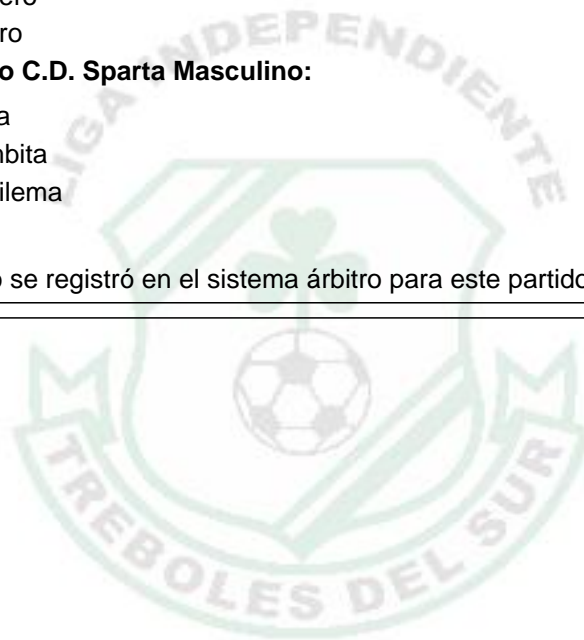 ero
ro
o C.D. Sparta Masculino:
a
nbita
ilema
o se registró en el sistema árbitro para este partido
LIGA INDEPENDIENTE
TREBOLES DEL SUR